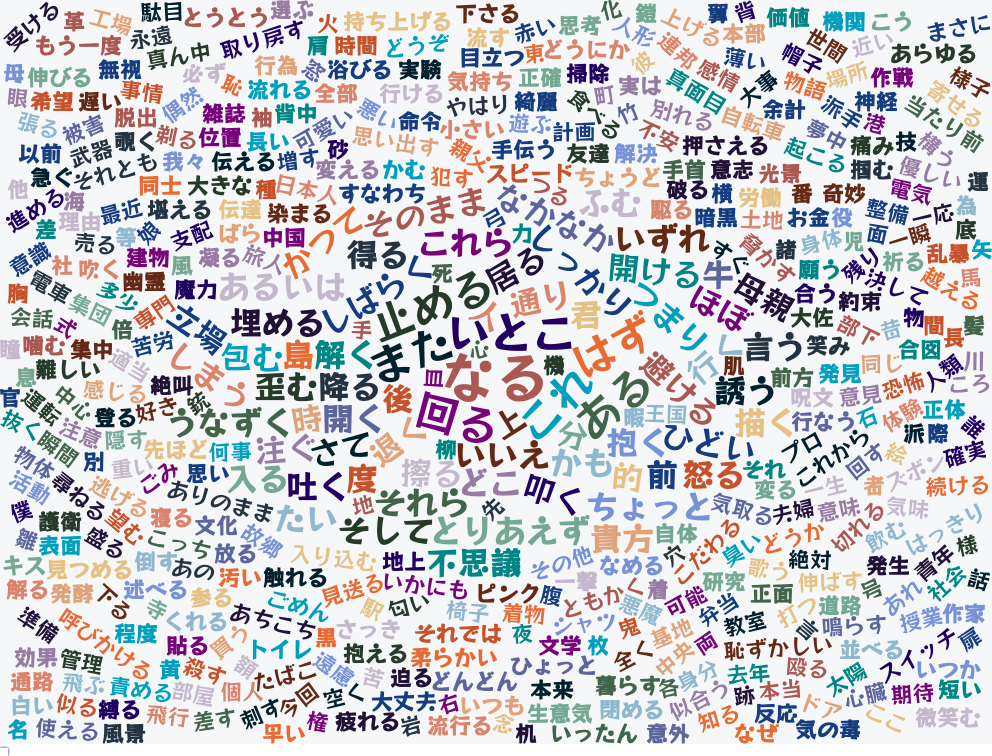 受ける 革 工場 駄目 とうとう 選ぶ 火 持ち上げる 下さる 赤い 思考 化 鎧 上げる 翼 背 価値 機関 こう まさに
もう一度 永遠 真ん中 取り戻す 肩 時間 どうぞ 流す 目立つ 東 どうにか 人形 連邦 本部 薄い 帽子 世間 近い あらゆる
母 伸びる 無視 必ず 行為 恥 窓 浴びる 実験 気持ち 正確 掃除 彼 実は 感情 真面目 大事 物語 場所 作戦 様子
眼 希望 遅い 事情 偶然 流れる 全部 行ける やはり 綺麗 食べる 町 竹 別れる 自転車 余計 派手 神経 寄せる
張る 被害 脱出 雑誌 袖 背中 悪い 命令 小さい 遊ぶ 計画 不安 夢中 港 当たり前
以前 武器 覗く 剃る 位置 長い 可愛い 思い出す 親父 手伝う 友達 解決 押さえる 起こる 痛み 技 構う
急ぐ それとも 我々 伝える 増す 砂 変える かむ 犯す スピード ちょうど 手首 意志 光景 掴む 優しい 運
他 海 同士 大きな 種 日本人 すなわち つる 破る 横 労働 番 奇妙 電気 為
進める 差 理由 最近 堪える 伝達 染まる かつて そのまま 白 なかなか ふむ 駆る 暗黒 土地 お金 役 整備 一応 底
意識 売る 等 娘 支配 ばら 中国 得る これら 力 いずれ すぐ 脅かす 諸 身体 児 面 一瞬 乱暴 矢
社 吹く 建物 風 凝る 旅人 死 居る しっかり 開ける 牛 母親 願う 残り 祈る 越える 馬
胸 電車 集団 多少 幽霊 魔力 あるいは しばらく 止める 通り 君 つまり ほぼ 合う 約束 決して 物 間 髪
会話 式 倍 専門 立場 埋める 手 いとこ はず 大佐 部下 昔 長
瞳 噛む 集中 適当 苦労 しまう 包む 島 解く また 心 機 行 肌 言う 笑み 合図 川
息 難しい 感じる 絶旦 銃 歪む 降る 皿 なる これ 避ける 誘う 前方 発見 同じ 恐怖 人類 ころ
官 運転 中心 登る 好き うなずく 時 開く 後 回る 上 ある 暇 王国 描く 呪文 意見 体験 正体
抜く 瞬間 注意 隠す 先ほど 何事 注ぐ さて 退く 柳 いいえ 分 抱く ひどい 行なう 石 派 際 誰
物体 別 重い ごみ 思い 入る 吐く 度 擦る どこ 叩く かも 的 前 怒る それ プロ これから 回す 絵 ズボン 確実
活動 尋ねる 逃げる ありのまま たい 地 それら 先 ちょっと 変る 一生 者 続ける
僕 護衛 望む 寝る 文化 故郷 そして とりあえず 貴方 自体 気取る 夫婦 意味 切れる 気味
誰 表面 盛る こっち 放る 入り込む 地上 不思議 その他 なめる 穴 こだわる 臭い どうか 絶対 飲む はっきり
キス 見つめる 倒す あの 汚い 触れる 見送る いかにも 一撃 着 研究 歌う 伸ばす 発生 青年 様
解る 発酵 下る 述べる 参る ごめん 駅 匂い ピンク 腹 ともかく 悪魔 可能 弁当 正面 号 あれ 社会 話
準備 呼びかける 寺 くれる あちこち 黒 さっき 椅子 着物 シャツ 鬼 基地 教室 打つ 道路 授業 作家
程度 貼る 買う トイレ それでは 夜 文学 枚 中央 両 恥ずかしい 言 鳴らす 扉
効果 管理 黄 殺す 額 たばこ 遠慮 抱える 柔らかい ひょっと 全く 身分 去年 殴る 並べる スイッチ いつか
通路 飛ぶ 責める 部屋 個人 今回 苦 迫る どんどん 本来 暮らす 各 似合う 跡 本当 太陽 心臓 期待 短い
白い 似る 縛る 飛行 差す 刺す 空く 大丈夫 右 いつも 生意気 閉める 知る 反応 ドア ここ 微笑む
名 使える 風景 早い 権 疲れる 岩 流行る 念 机 いったん 意外 なぜ 気の毒